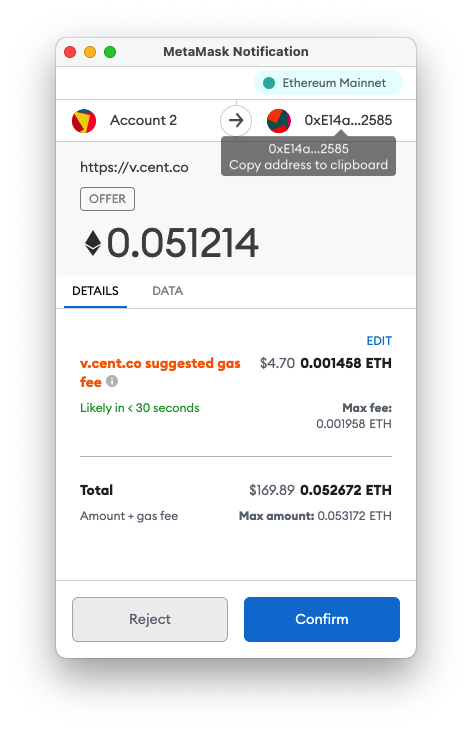 MetaMask Notification
Ethereum Mainnet
Account 2
0xE14a...2585
0xE14a...2585
Copy address to clipboard
https://v.cent.co
OFFER
0.051214
DETAILS
DATA
EDIT
v.cent.co suggested gas fee $4.70 0.001458 ETH
Likely in < 30 seconds
Max fee:
0.001958 ETH
Total $169.89 0.052672 ETH
Amount + gas fee Max amount: 0.053172 ETH
Reject
Confirm